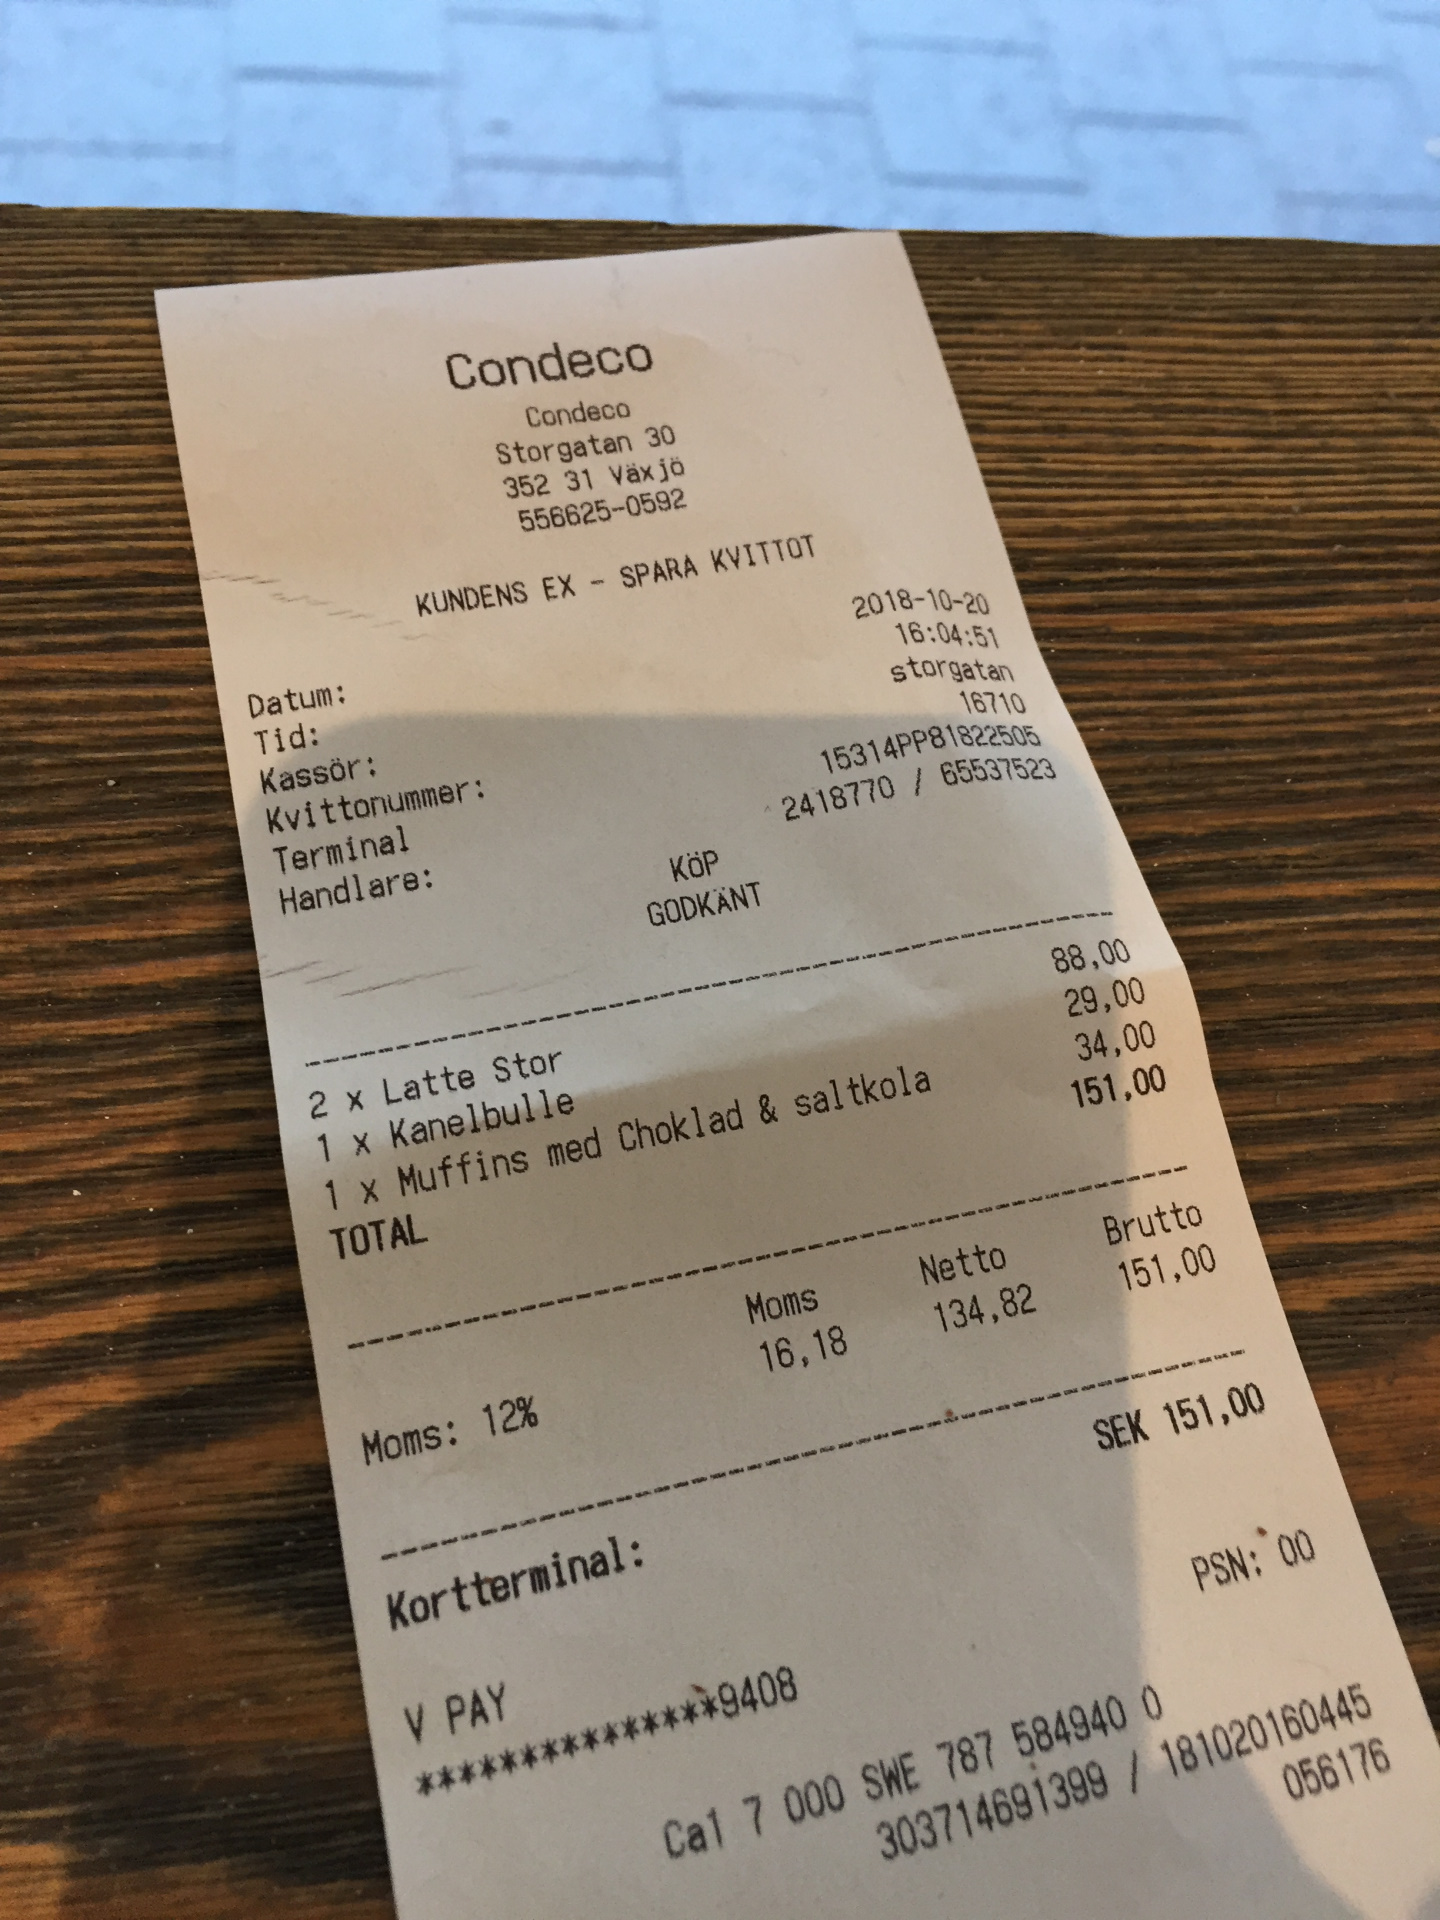 Condeco
Condeco
Storgatan 30
352 31 Växjö
556625-0592
KUNDENS EX - SPARA KVITTOT
Datum: 2018-10-20
Tid: 16:04:51
Kassör: storgatan
Kvittonummer: 16710
Terminal 15314PP81822505
Handlare: 2418770 / 65537523
KÖP
GODKÄNT
2 x Latte Stor 88,00
1 x Kanelbulle 29,00
1 x Muffins med Choklad & saltkola 34,00
TOTAL 151,00
Moms Netto Brutto
Moms: 12% 16,18 134,82 151,00
Kortterminal: SEK 151,00
V PAY PSN: 00
**************9408
Ca1 7 000 SWE 787 584940 0
303714691399 / 181020160445
056176